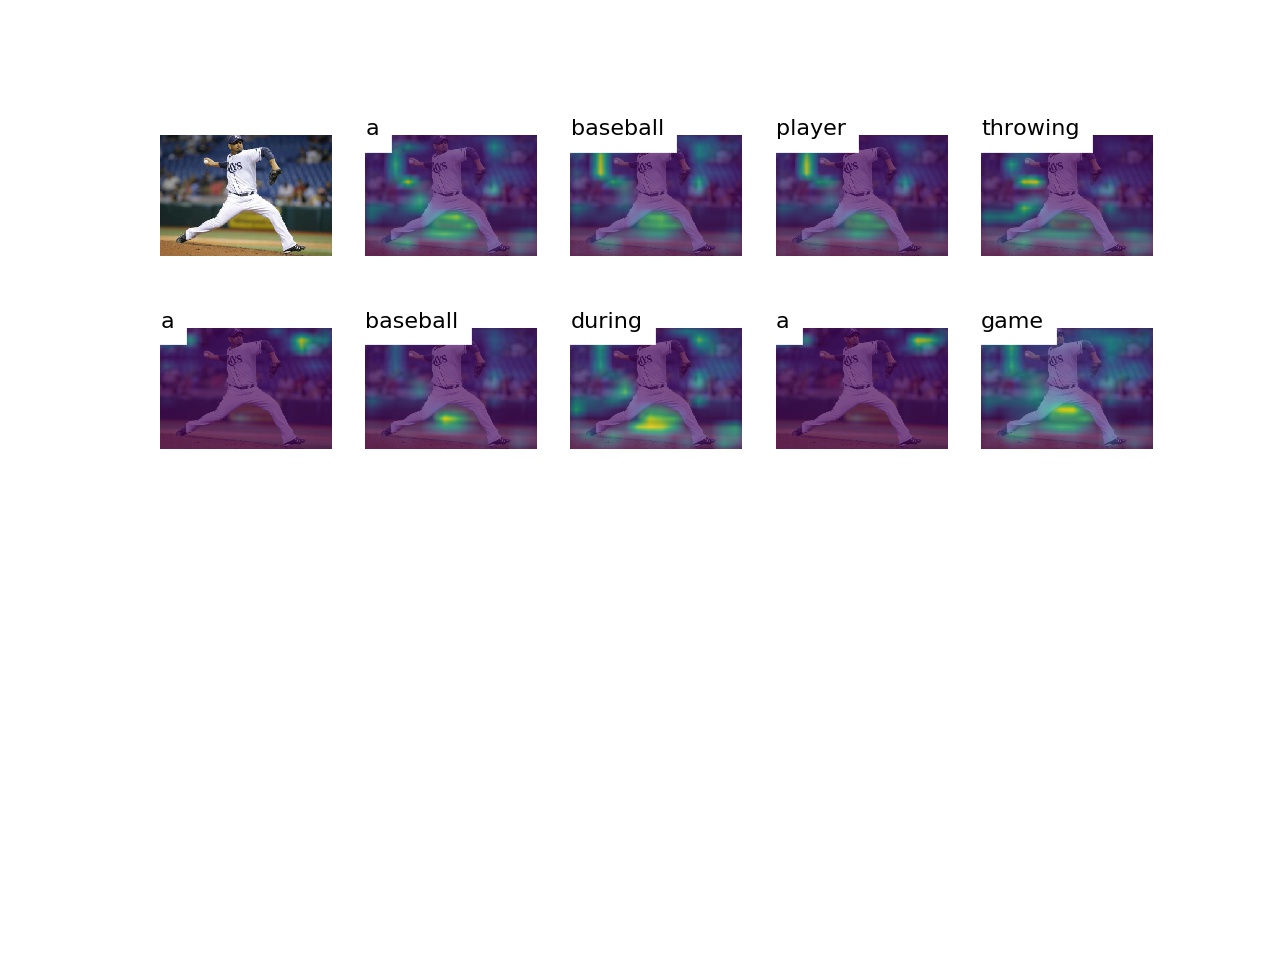 a
baseball
player
throwing
a
baseball
during
a
game